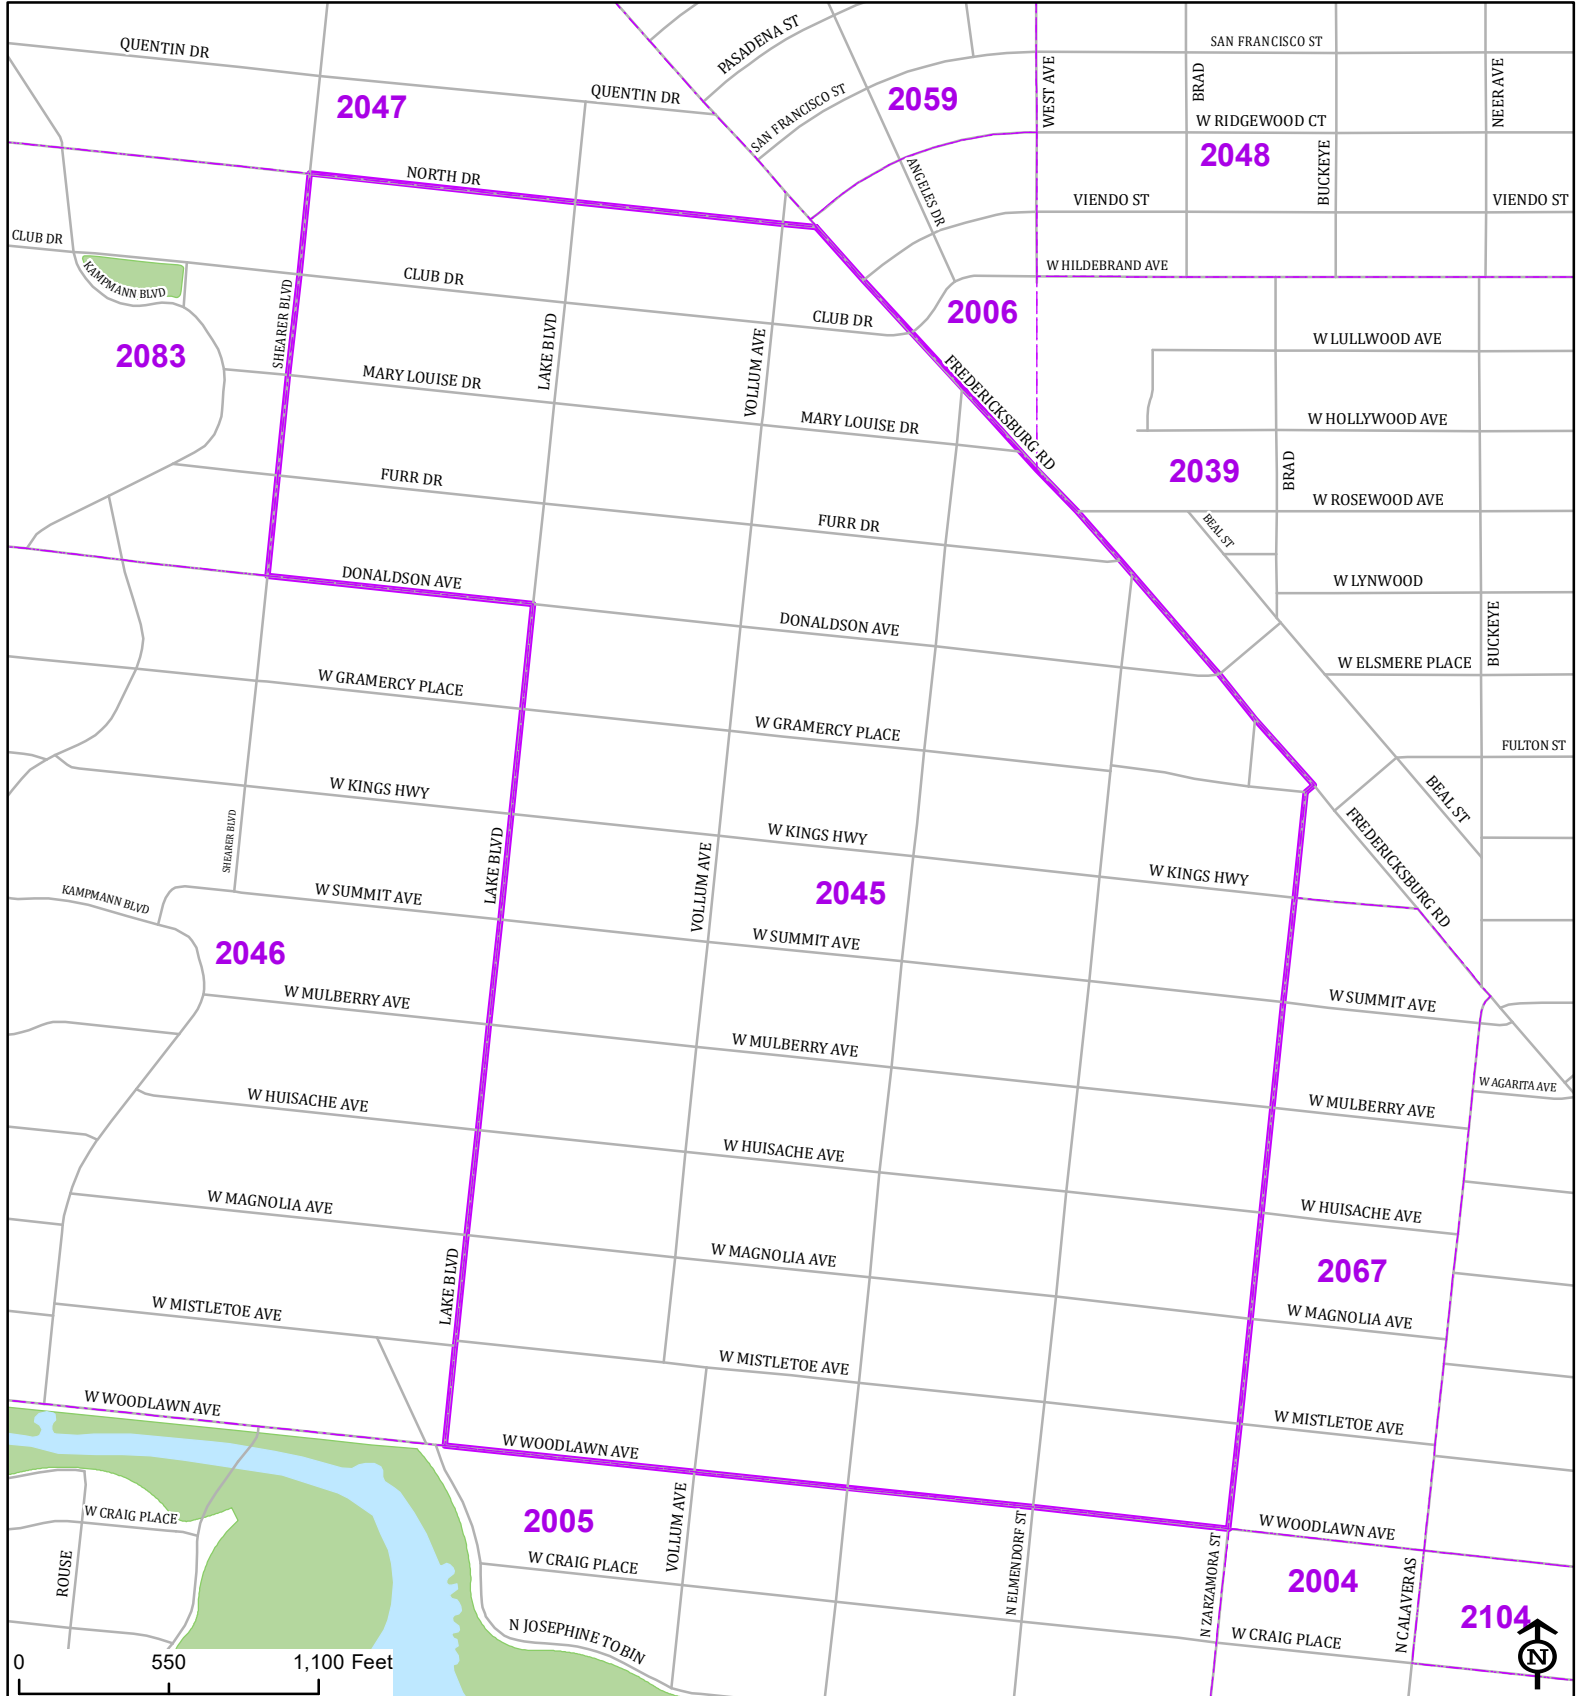 PASADENA ST
QUENTIN DR
SAN FRANCISCO ST
2047
QUENTIN DR
2059
WEST AVE
BRAD
NEER AVE
SAN FRANCISCO ST
W RIDGEWOOD CT
2048
BUCKEYE
NORTH DR
ANGELES DR
VIENDO ST
VIENDO ST
CLUB DR
KAMPMANN BLVD
CLUB DR
W HILDEBRAND AVE
SHEARER BLVD
LAKE BLVD
VOLLUM AVE
CLUB DR
2006
2083
W LULLWOOD AVE
MARY LOUISE DR
FREDERICKSBURG RD
MARY LOUISE DR
W HOLLYWOOD AVE
2039
BRAD
FURR DR
W ROSEWOOD AVE
FURR DR
BEAL ST
DONALDSON AVE
W LYNWOOD
DONALDSON AVE
BUCKEYE
W ELSMERE PLACE
W GRAMERCY PLACE
W GRAMERCY PLACE
FULTON ST
W KINGS HWY
BEAL ST
SHEARER BLVD
LAKE BLVD
VOLLUM AVE
W KINGS HWY
FREDERICKSBURG RD
W KINGS HWY
2045
KAMPMANN BLVD
W SUMMIT AVE
W SUMMIT AVE
2046
W MULBERRY AVE
W SUMMIT AVE
W MULBERRY AVE
W AGARITA AVE
W HUISACHE AVE
W MULBERRY AVE
W HUISACHE AVE
W MAGNOLIA AVE
W HUISACHE AVE
W MAGNOLIA AVE
2067
LAKE BLVD
W MISTLETOE AVE
W MAGNOLIA AVE
W MISTLETOE AVE
W WOODLAWN AVE
W MISTLETOE AVE
W WOODLAWN AVE
2005
VOLLUM AVE
W CRAIG PLACE
W WOODLAWN AVE
N ELMENDORF ST
N ZARZAMORA ST
W CRAIG PLACE
ROUSE
2004
N CALAVERAS
2104
N JOSEPHINE TOBIN
W CRAIG PLACE
0 550 1,100 Feet
N